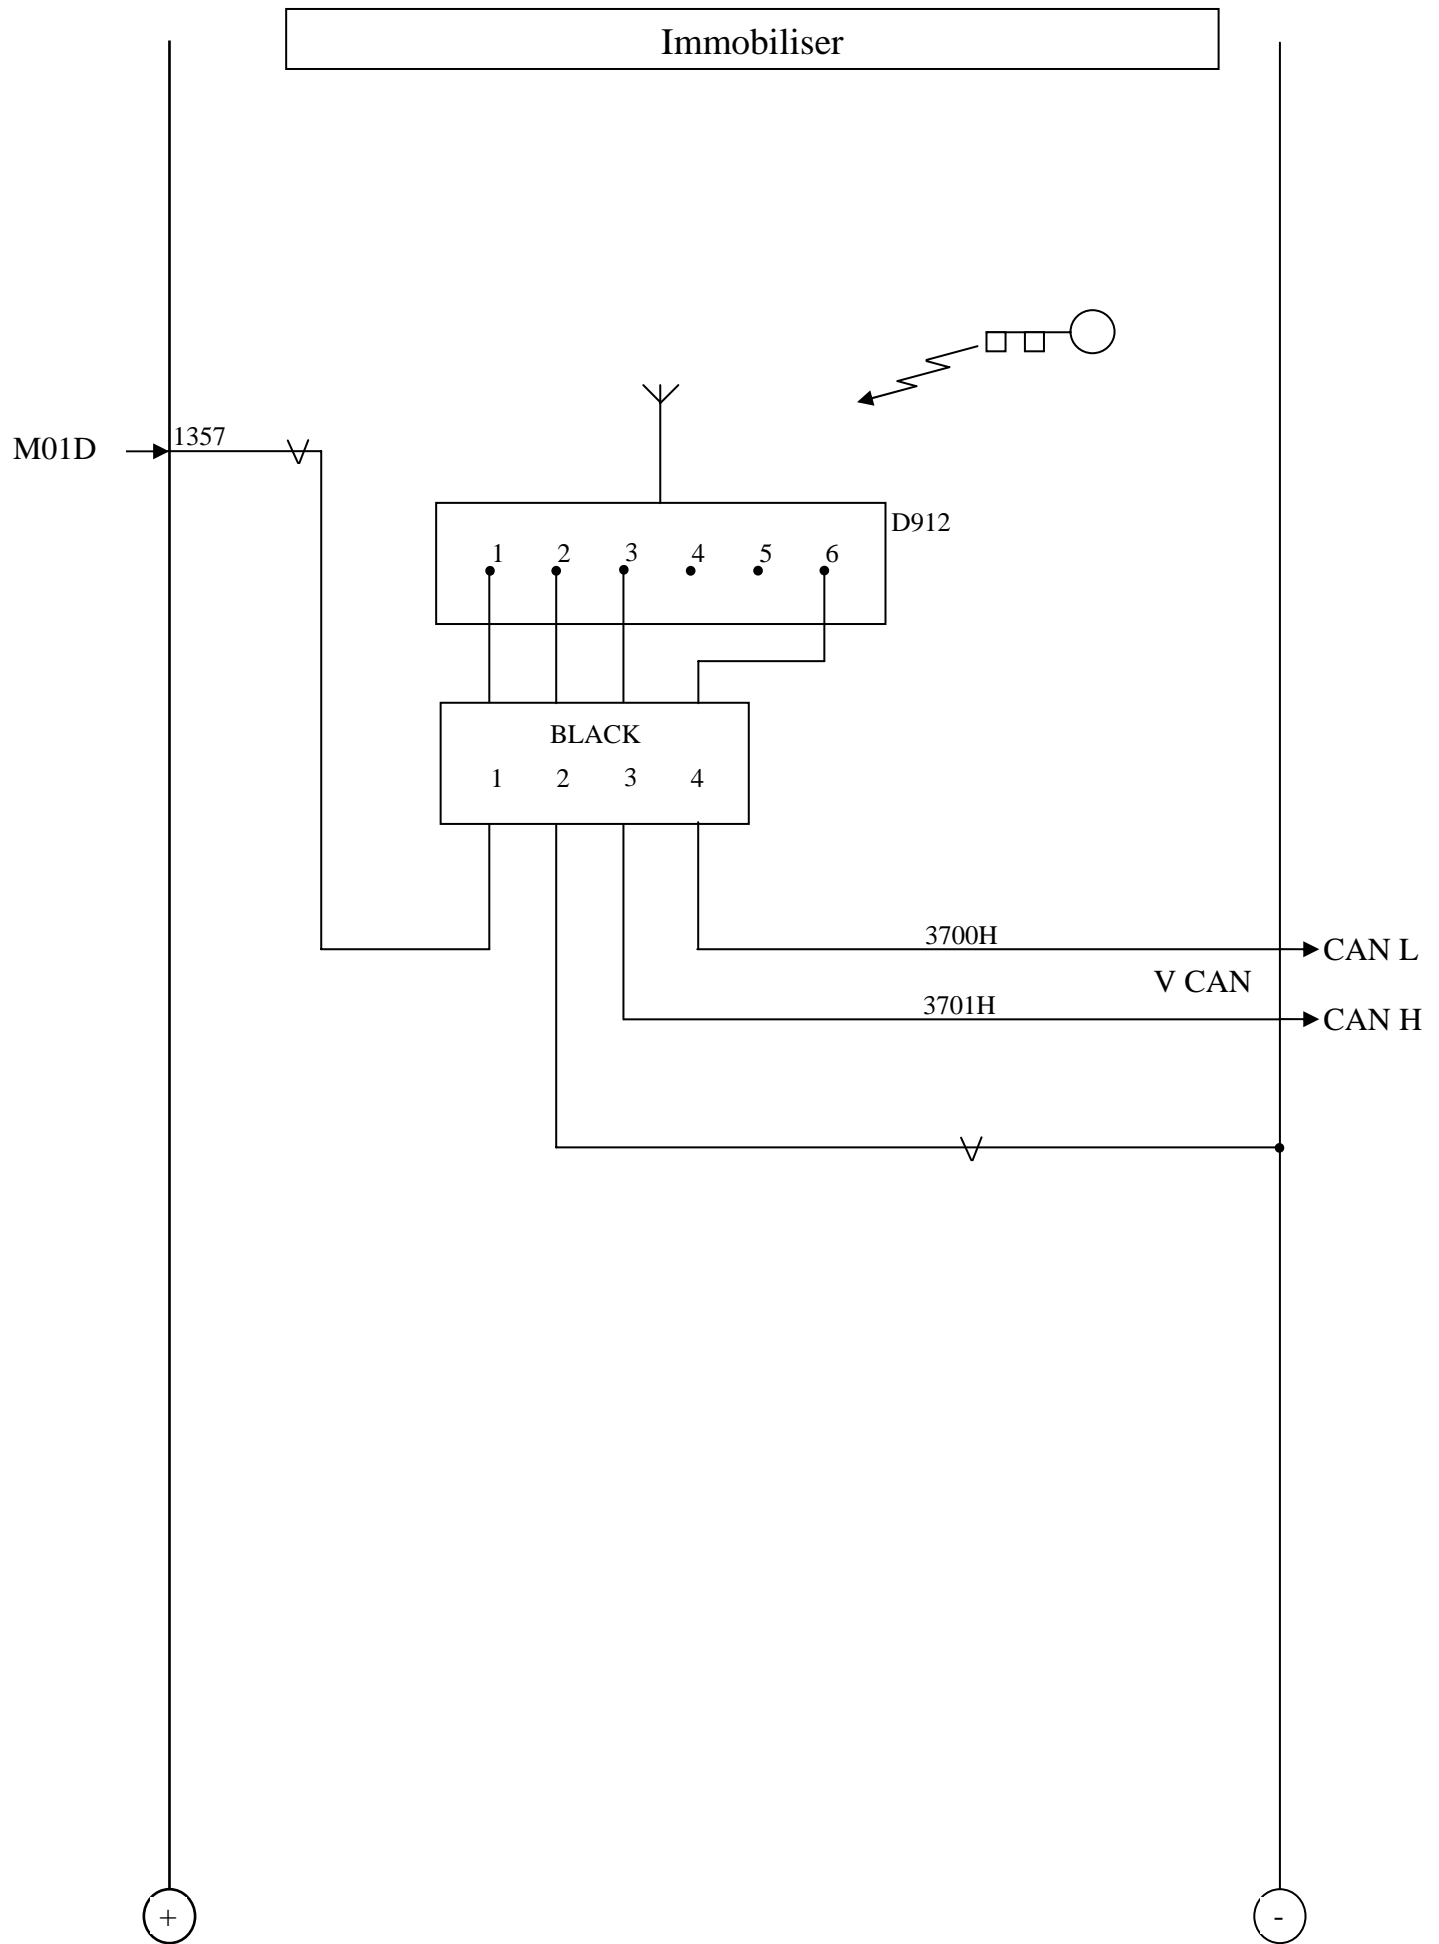 Immobiliser
M01D
1357
D912
1 2 3 4 5 6
BLACK
1 2 3 4
3700H
CAN L
V CAN
3701H
CAN H
+
-